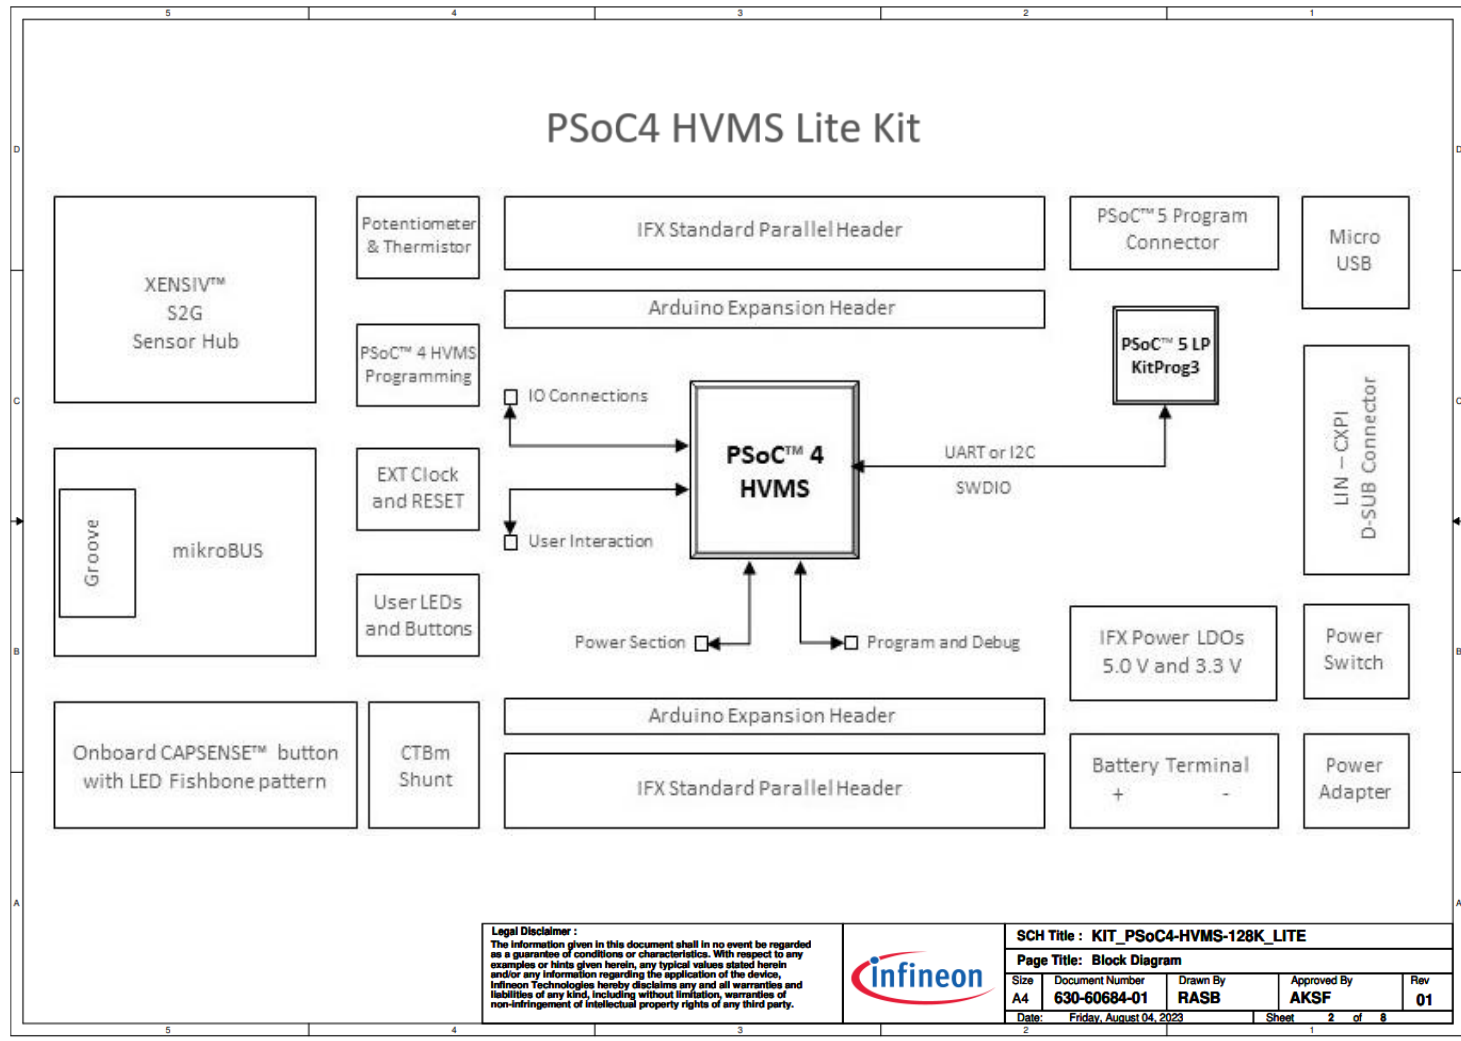 5 4 3 2 1
PSoC4 HVMS Lite Kit
D D
XENSIV™
S2G
Sensor Hub
Potentiometer
& Thermistor
IFX Standard Parallel Header
PSoC™ 5 Program
Connector
Micro
USB
Arduino Expansion Header
PSoC™ 4 HVMS
Programming
PSoC™ 5 LP
KitProg3
C C
IO Connections
LIN – CXPI
D-SUB Connector
PSoC™ 4
HVMS
UART or I2C
SWDIO
EXT Clock
and RESET
Groove
mikroBUS
User Interaction
User LEDs
and Buttons
Power Section
Program and Debug
IFX Power LDOs
5.0 V and 3.3 V
Power
Switch
B B
Arduino Expansion Header
Onboard CAPSENSE™ button
with LED Fishbone pattern
CTBm
Shunt
IFX Standard Parallel Header
Battery Terminal
+ -
Power
Adapter
A A
Legal Disclaimer :
The information given in this document shall in no event be regarded
as a guarantee of conditions or characteristics. With respect to any
examples or hints given herein, any typical values stated herein
and/or any information regarding the application of the device,
Infineon Technologies hereby disclaims any and all warranties and
liabilities of any kind, including without limitation, warranties of
non-infringement of intellectual property rights of any third party.
infineon
SCH Title : KIT_PSoC4-HVMS-128K_LITE
Page Title: Block Diagram
Size Document Number Drawn By Approved By Rev
A4 630-60684-01 RASB AKSF 01
Date: Friday, August 04, 2023 Sheet 2 of 8
5 4 3 2 1